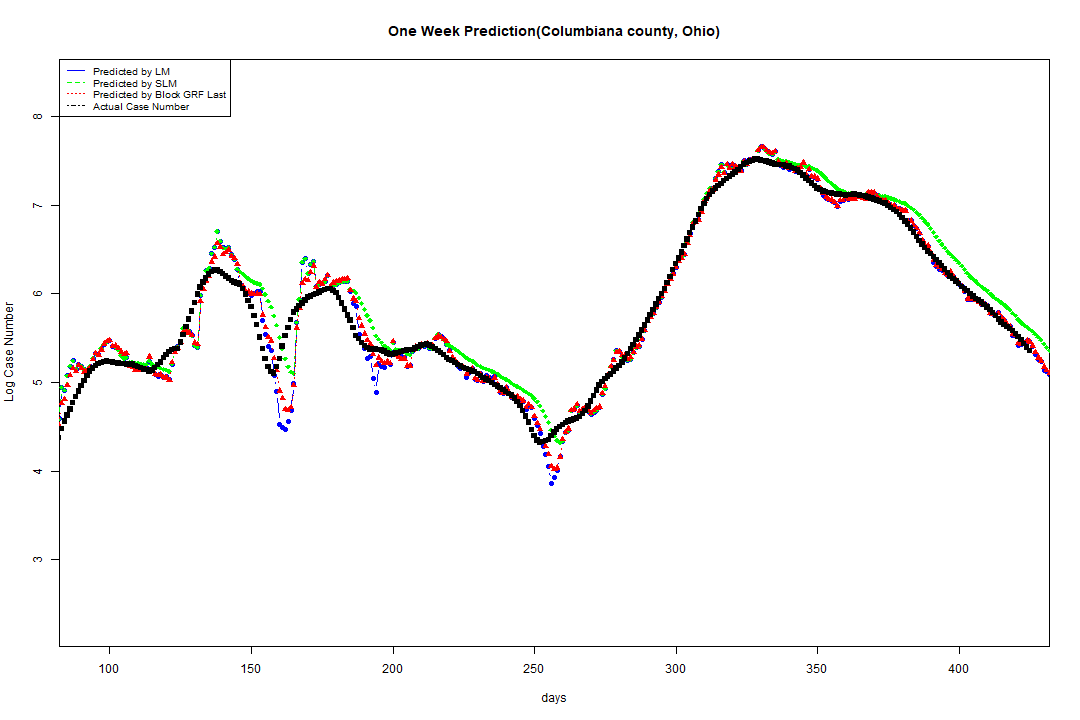 One Week Prediction(Columbiana county, Ohio)
Predicted by LM
Predicted by SLM
Predicted by Block GRF Last
Actual Case Number
8
7
6
5
4
3
Log Case Number
100 150 200 250 300 350 400
days